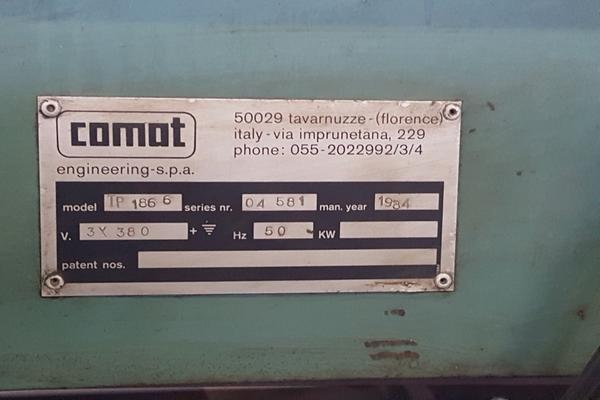 comat
engineering-s.p.a.
50029 tavarnuzze-(florence)
italy-via imprunetana, 229
phone: 055-2022992/3/4
model TP 186 6 series nr. 04 581 man. year 1984
V. 3X 380 + Hz 50 KW
patent nos.